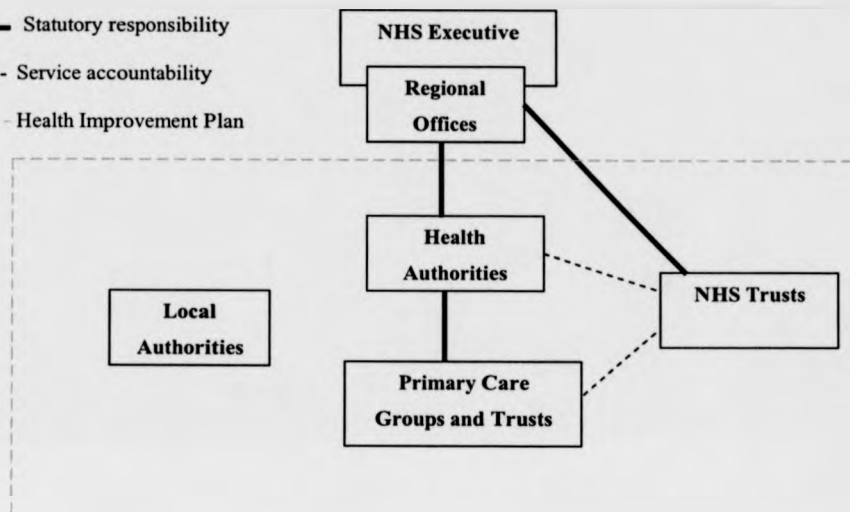 Statutory responsibility
Service accountability
Health Improvement Plan
NHS Executive
Regional
Offices
Health
Authorities
NHS Trusts
Local
Authorities
Primary Care
Groups and Trusts